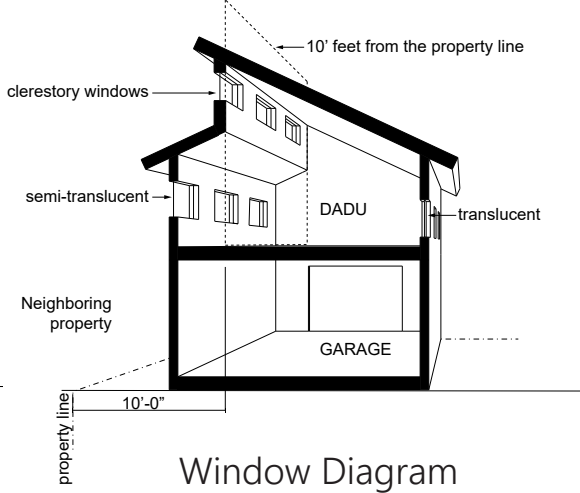 10’ feet from the property line
clerestory windows
semi-translucent
DADU
translucent
Neighboring
property
GARAGE
10’-0”
property line
Window Diagram